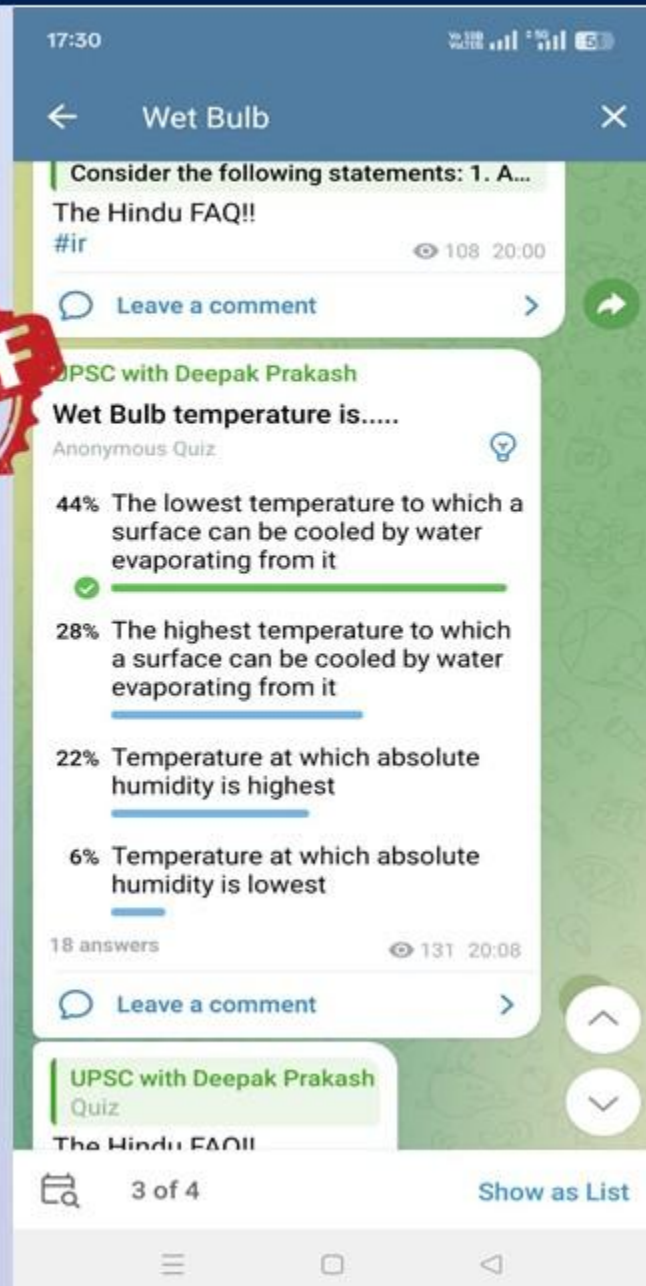 17:30
Wet Bulb
Consider the following statements: 1. A...
The Hindu FAQ!!
#ir
108 20:00
Leave a comment
UPSC with Deepak Prakash
Wet Bulb temperature is.....
Anonymous Quiz
44% The lowest temperature to which a
surface can be cooled by water
evaporating from it
28% The highest temperature to which
a surface can be cooled by water
evaporating from it
22% Temperature at which absolute
humidity is highest
6% Temperature at which absolute
humidity is lowest
18 answers
131 20:08
Leave a comment
UPSC with Deepak Prakash
Quiz
The Hindu FAQ!!
3 of 4
Show as List